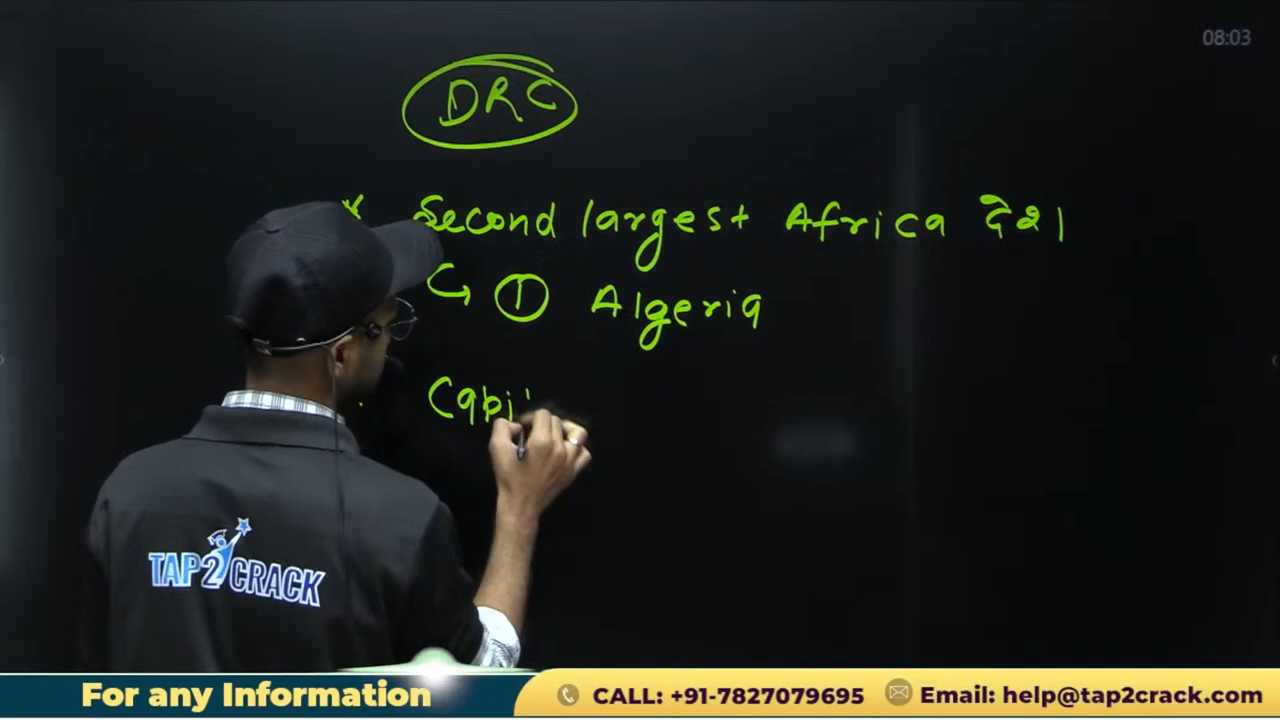 08:03
DRC
* Second largest Africa देश।
↳ ① Algeria
Capi
TAP2CRACK
For any Information
CALL: +91-7827079695
Email: help@tap2crack.com